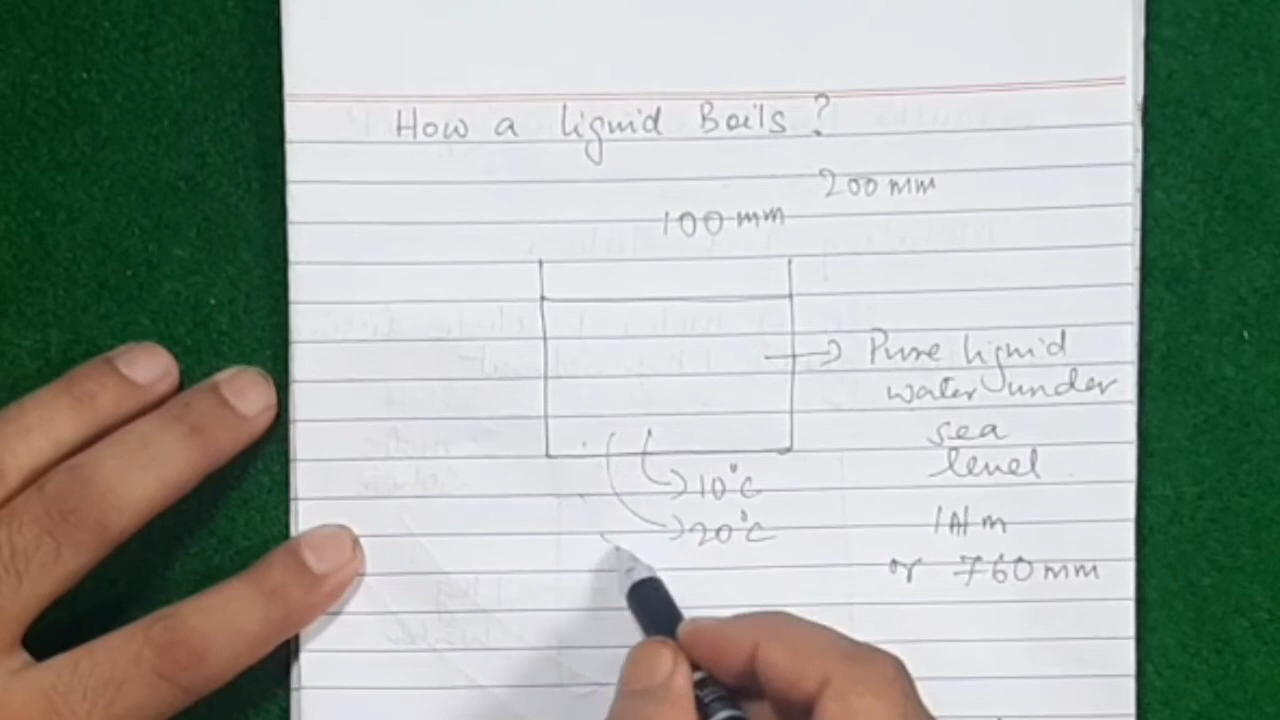 How a liquid Boils ?
200 mm
100 mm
Pure liquid
water under
sea
level
10°C
20°C
1 Atm
or 760 mm